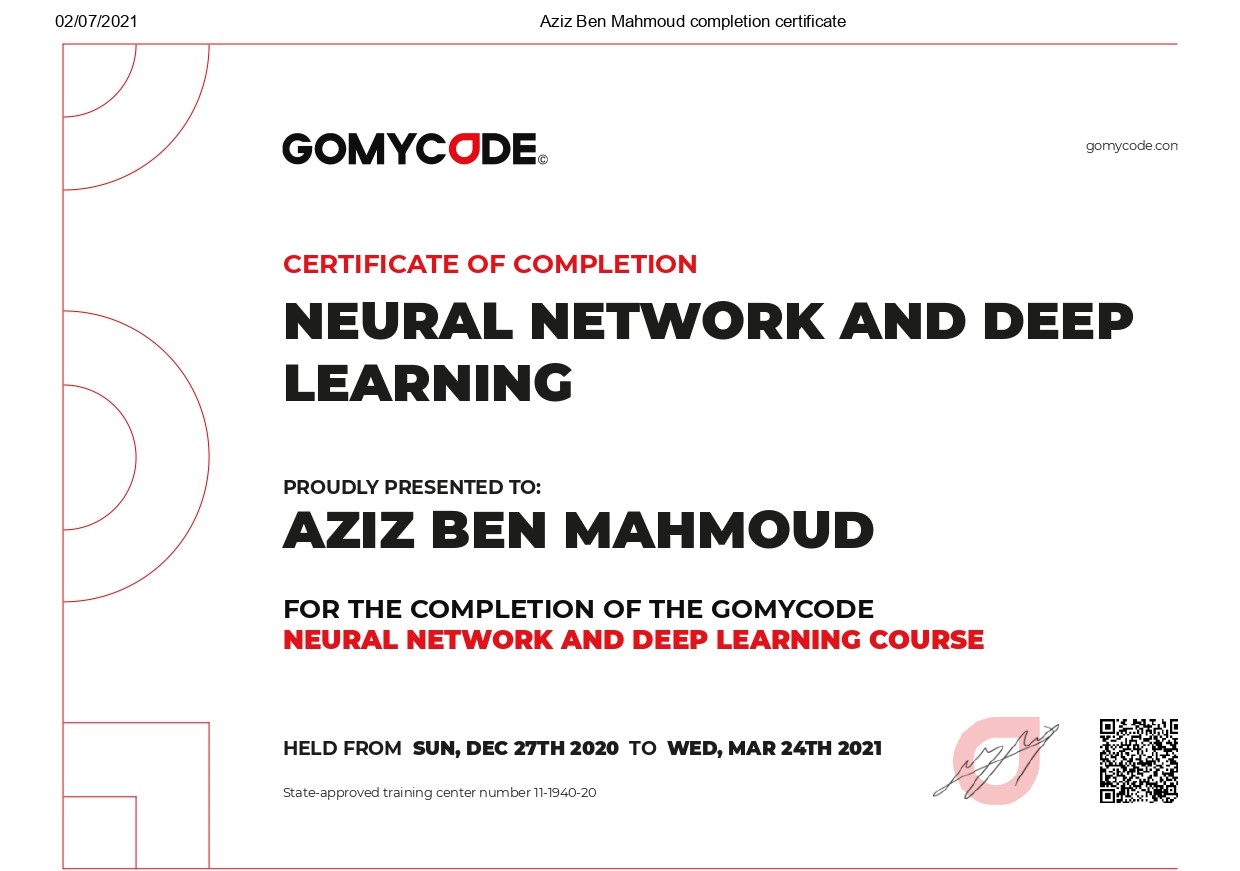 02/07/2021 Aziz Ben Mahmoud completion certificate
GOMYCODE©
gomycode.com
CERTIFICATE OF COMPLETION
NEURAL NETWORK AND DEEP
LEARNING
PROUDLY PRESENTED TO:
AZIZ BEN MAHMOUD
FOR THE COMPLETION OF THE GOMYCODE
NEURAL NETWORK AND DEEP LEARNING COURSE
HELD FROM SUN, DEC 27TH 2020 TO WED, MAR 24TH 2021
State-approved training center number 11-1940-20